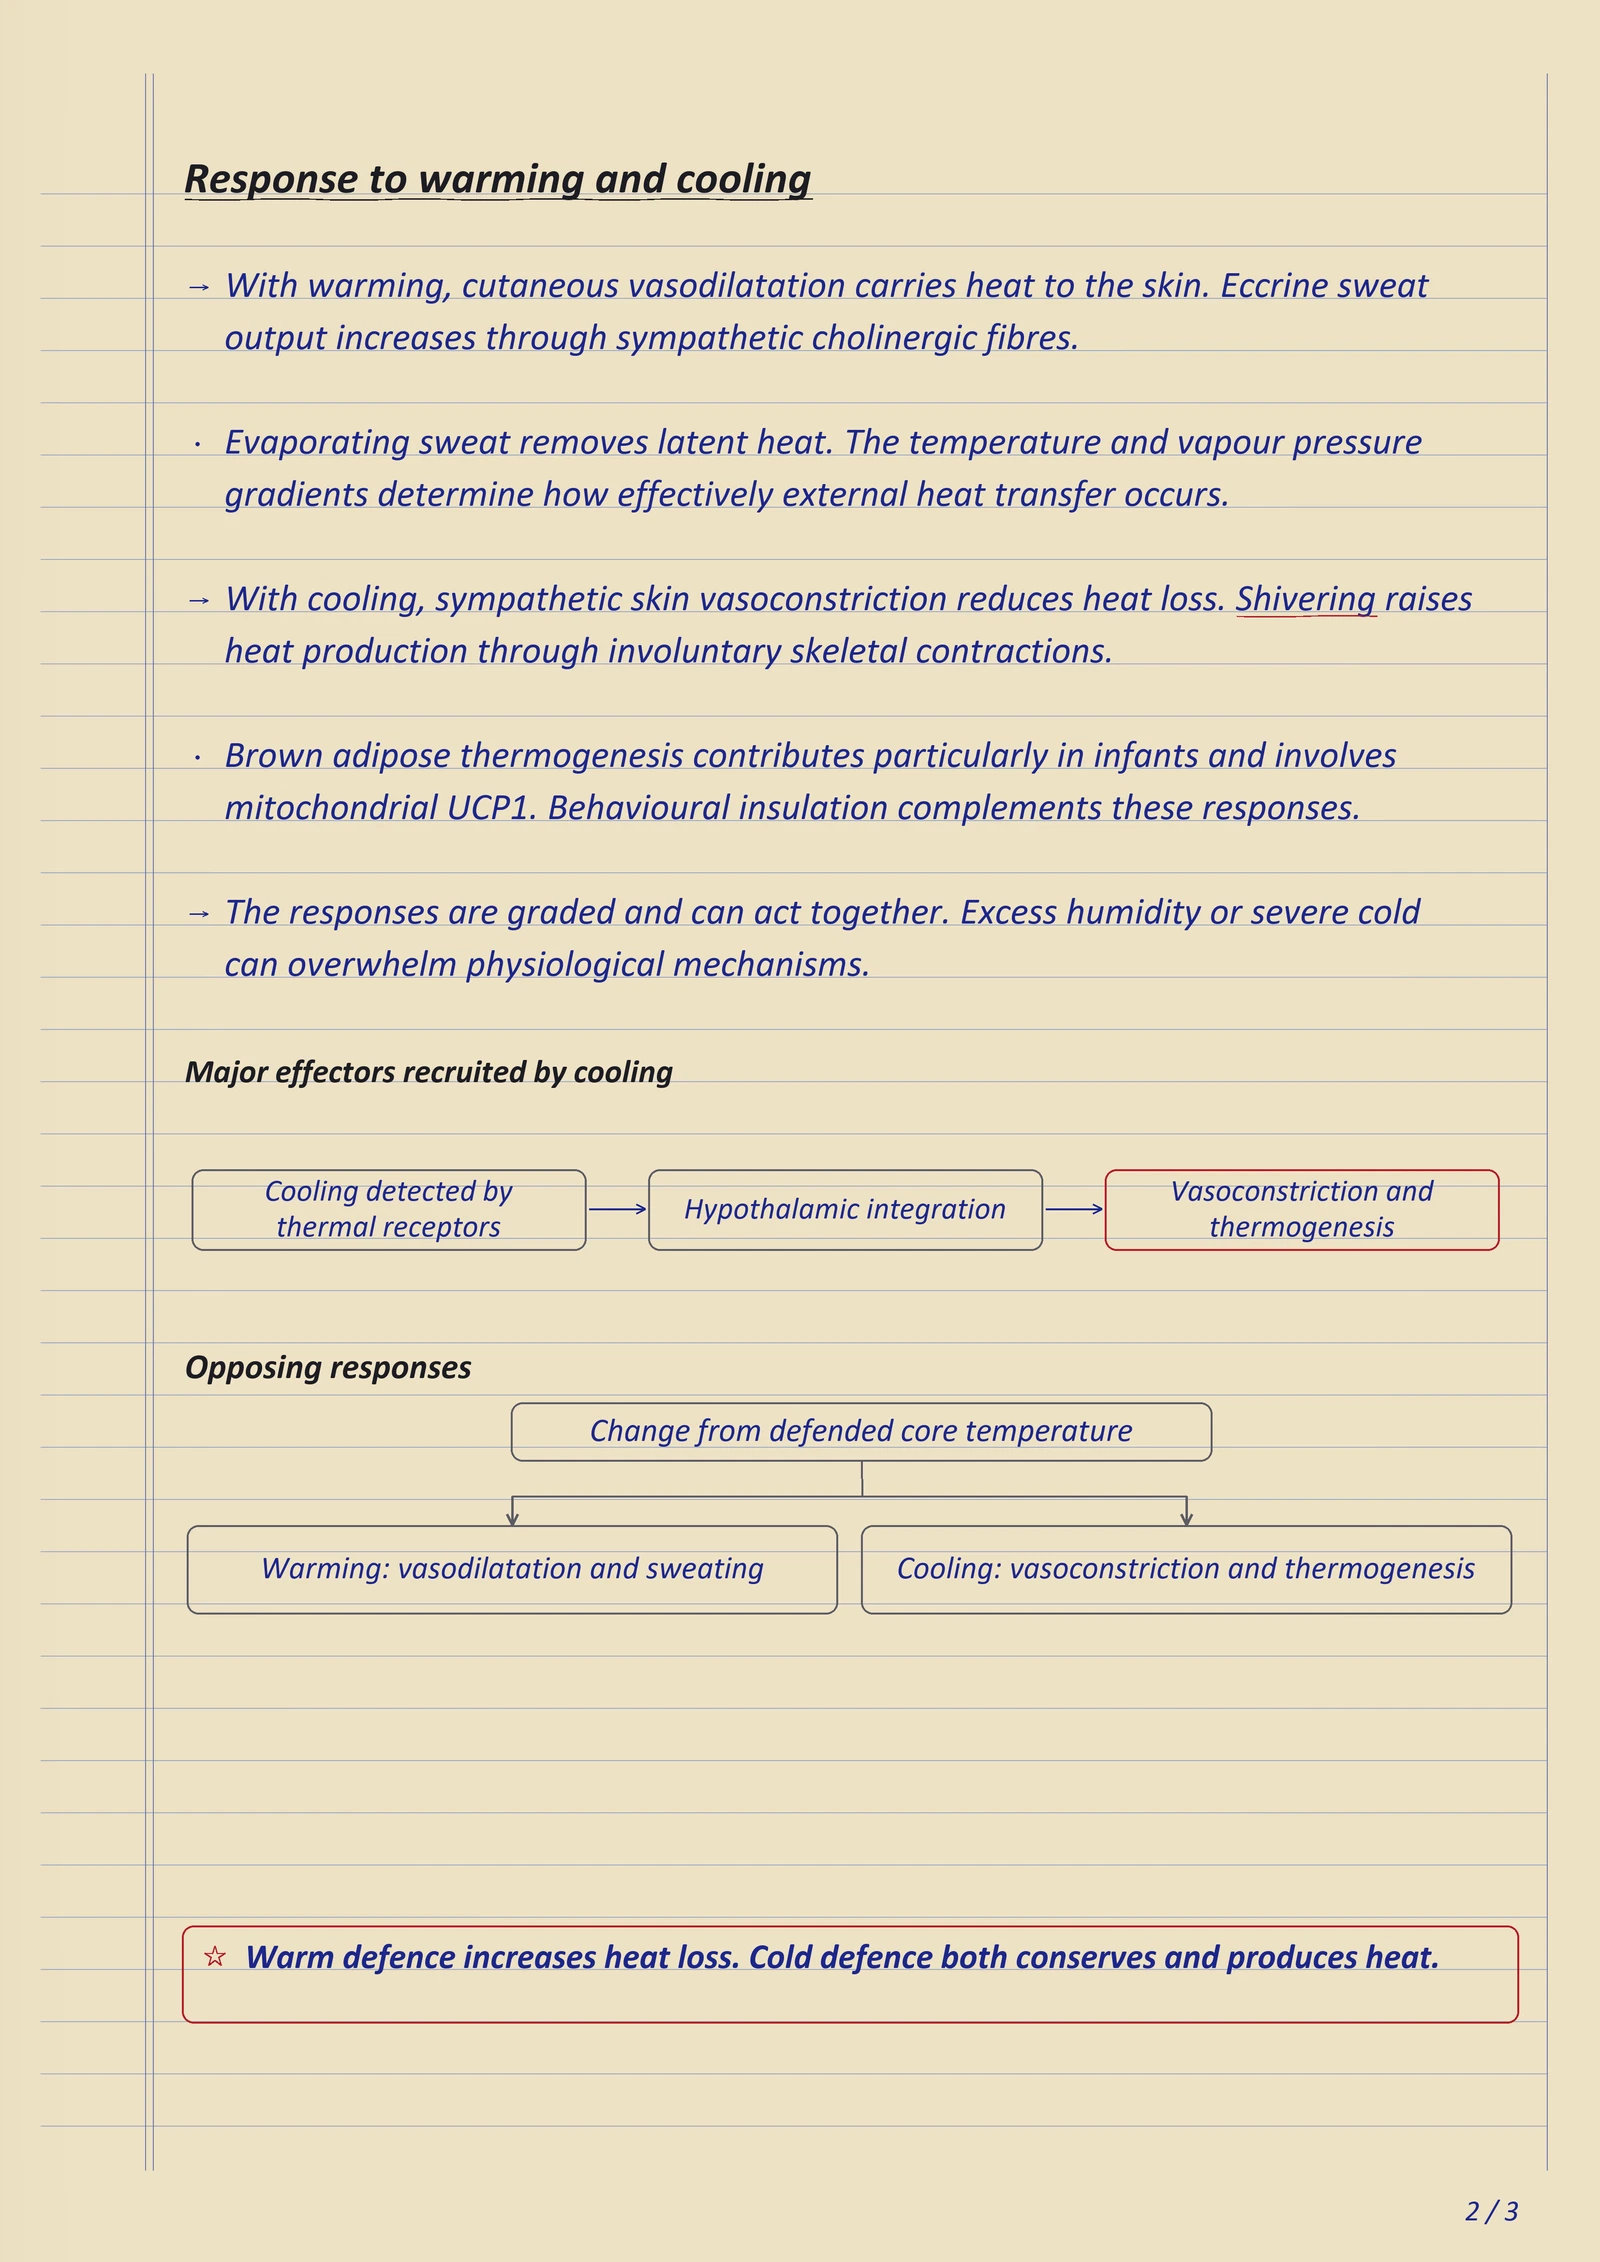 Response to warming and cooling
→ With warming, cutaneous vasodilatation carries heat to the skin. Eccrine sweat
output increases through sympathetic cholinergic fibres.
· Evaporating sweat removes latent heat. The temperature and vapour pressure
gradients determine how effectively external heat transfer occurs.
→ With cooling, sympathetic skin vasoconstriction reduces heat loss. Shivering raises
heat production through involuntary skeletal contractions.
· Brown adipose thermogenesis contributes particularly in infants and involves
mitochondrial UCP1. Behavioural insulation complements these responses.
→ The responses are graded and can act together. Excess humidity or severe cold
can overwhelm physiological mechanisms.
Major effectors recruited by cooling
Cooling detected by
thermal receptors
Hypothalamic integration
Vasoconstriction and
thermogenesis
Opposing responses
Change from defended core temperature
Warming: vasodilatation and sweating
Cooling: vasoconstriction and thermogenesis
☆ Warm defence increases heat loss. Cold defence both conserves and produces heat.
2 / 3